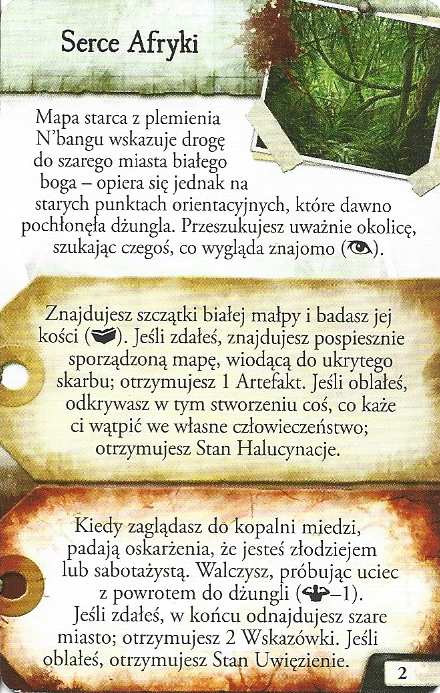 Serce Afryki
Mapa starca z plemienia
N'bangu wskazuje drogę
do szarego miasta białego
boga – opiera się jednak na
starych punktach orientacyjnych, które dawno
pochłonęła dżungla. Przeszukujesz uważnie okolicę,
szukając czegoś, co wygląda znajomo ( ).
Znajdujesz szczątki białej małpy i badasz jej
kości ( ). Jeśli zdałeś, znajdujesz pospiesznie
sporządzoną mapę, wiodącą do ukrytego
skarbu; otrzymujesz 1 Artefakt. Jeśli oblałeś,
odkrywasz w tym stworzeniu coś, co każe
ci wątpić we własne człowieczeństwo;
otrzymujesz Stan Halucynacje.
Kiedy zaglądasz do kopalni miedzi,
padają oskarżenia, że jesteś złodziejem
lub sabotażystą. Walczysz, próbując uciec
z powrotem do dżungli ( –1).
Jeśli zdałeś, w końcu odnajdujesz szare
miasto; otrzymujesz 2 Wskazówki. Jeśli
oblałeś, otrzymujesz Stan Uwięzienie.
2